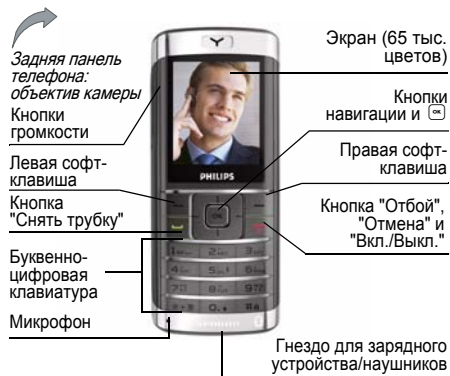 Задняя панель
телефона:
объектив камеры
Кнопки
громкости
Левая софт-
клавиша
Кнопка
"Снять трубку"
Буквенно-
цифровая
клавиатура
Микрофон
Экран (65 тыс.
цветов)
Кнопки
навигации и
Правая софт-
клавиша
Кнопка "Отбой",
"Отмена" и
"Вкл./Выкл."
Гнездо для зарядного
устройства/наушников
PHILIPS